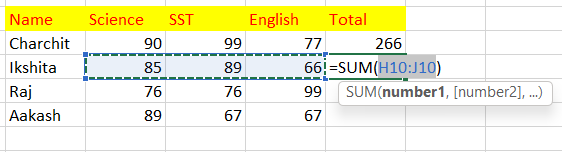 Name Science SST English Total
Charchit 90 99 77 266
Ikshita 85 89 66 =SUM(H10:J10)
Raj 76 76 99 SUM(number1, [number2], ...)
Aakash 89 67 67